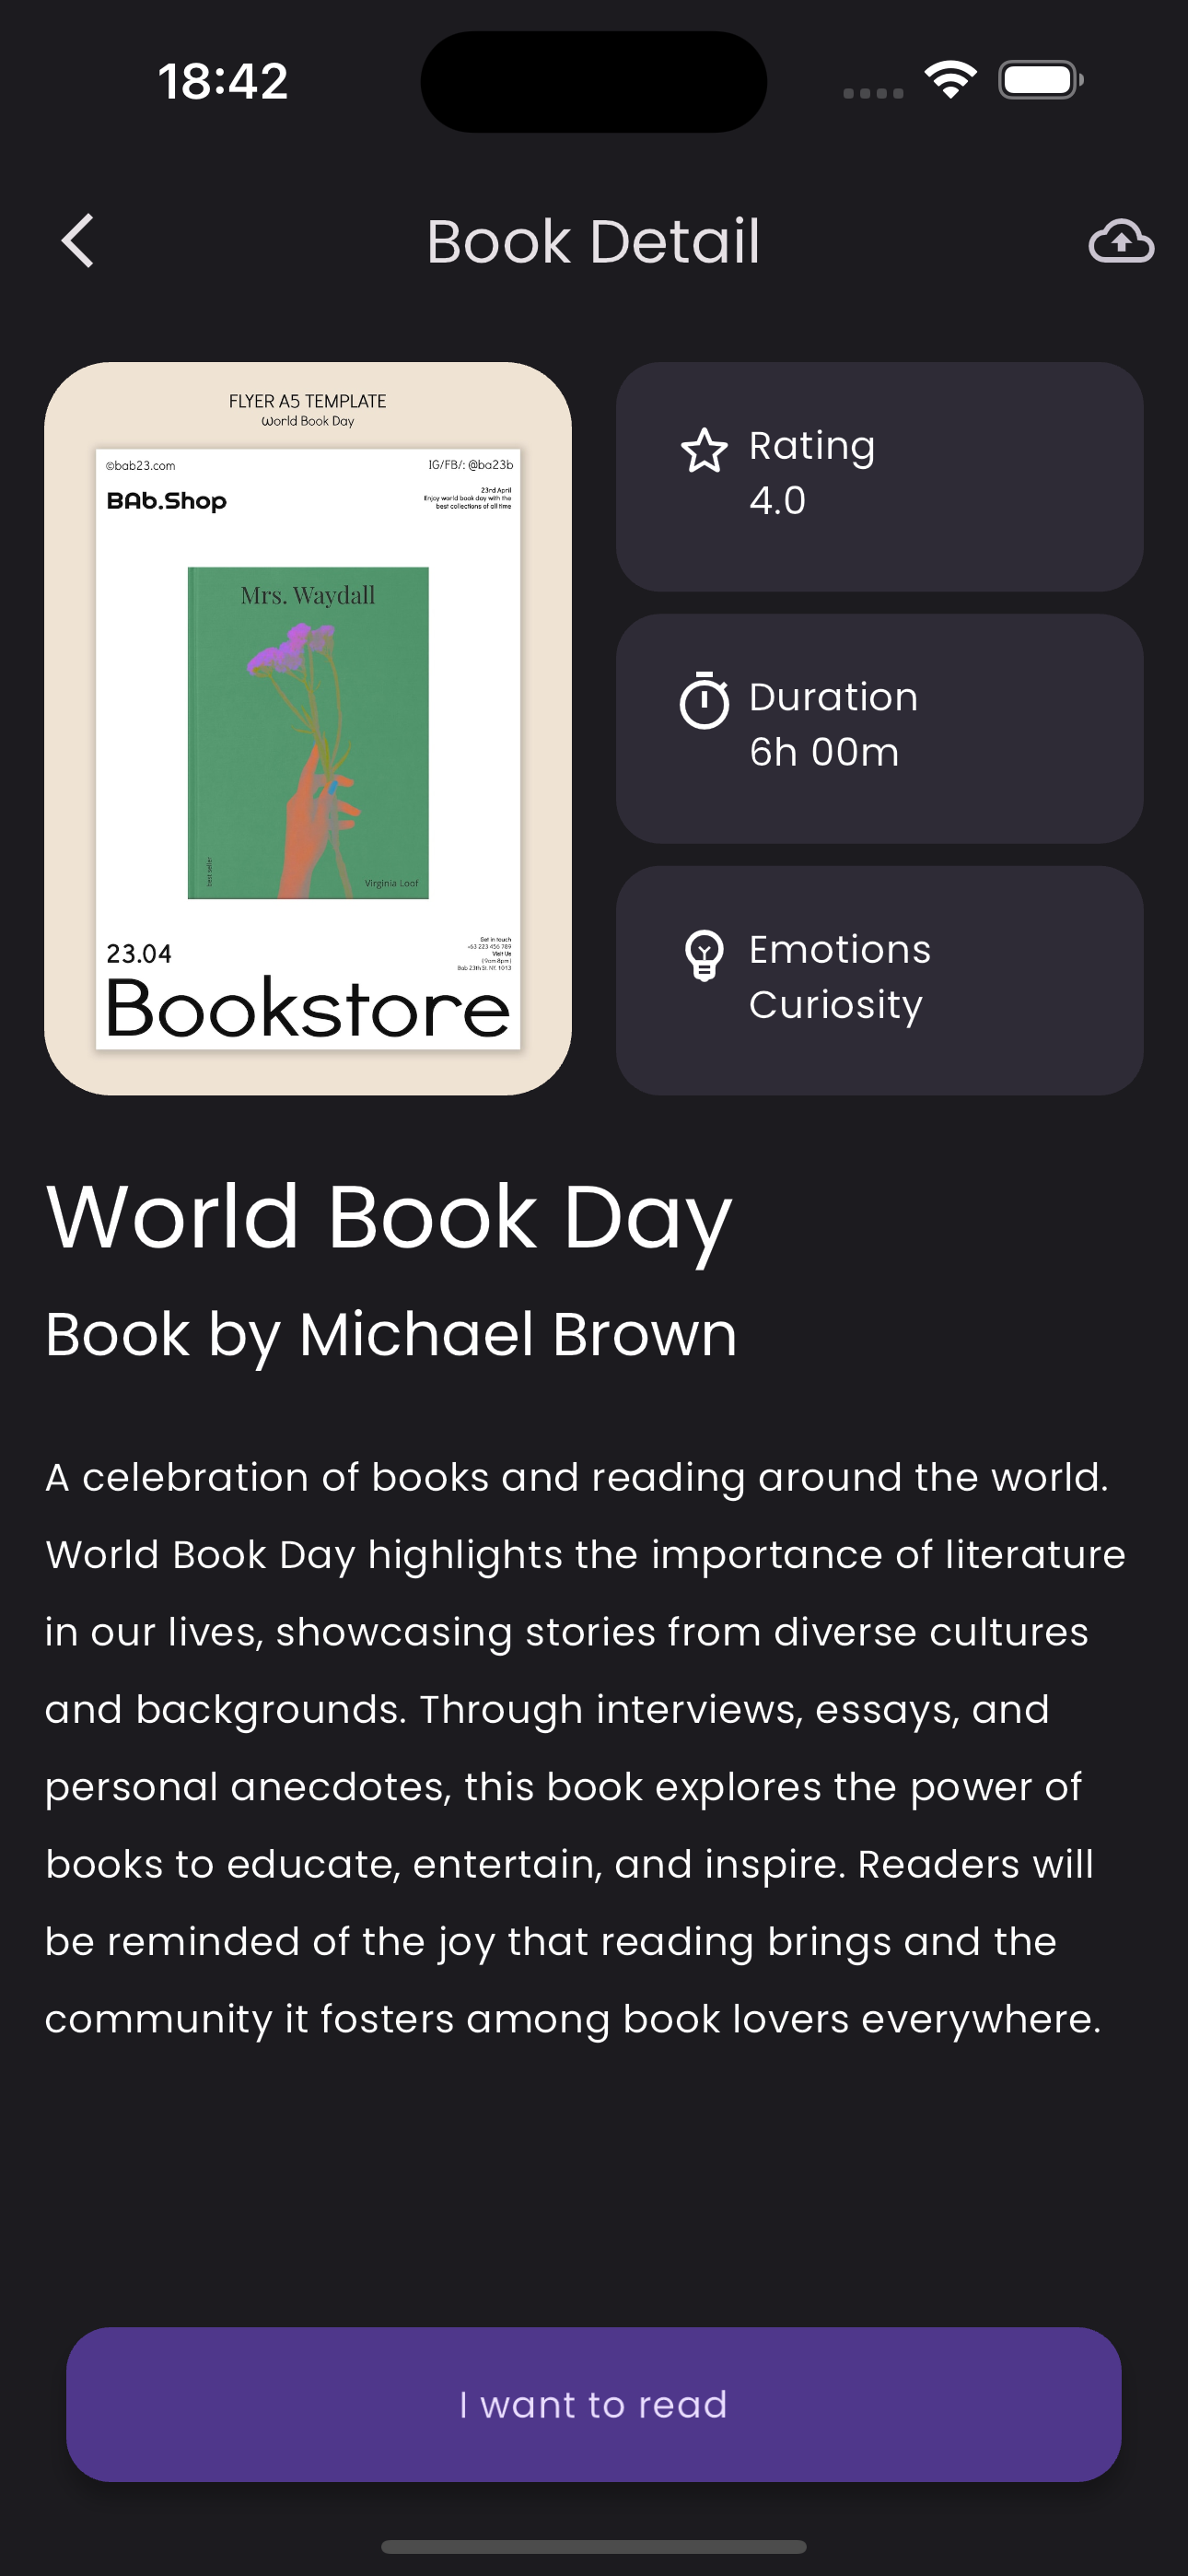 18:42
Book Detail
FLYER A5 TEMPLATE
World Book Day
©bab23.com
IG/FB/: @ba23b
BAb.Shop
23rd April
Enjoy world book day with the
best collections of all time
Mrs. Waydall
best seller
Virginia Loof
23.04
Get in touch
+63 223 456 789
Visit Us
(9am-8pm)
Bab 23th St. NY. 1013
Bookstore
Rating
4.0
Duration
6h 00m
Emotions
Curiosity
World Book Day
Book by Michael Brown
A celebration of books and reading around the world.
World Book Day highlights the importance of literature
in our lives, showcasing stories from diverse cultures
and backgrounds. Through interviews, essays, and
personal anecdotes, this book explores the power of
books to educate, entertain, and inspire. Readers will
be reminded of the joy that reading brings and the
community it fosters among book lovers everywhere.
I want to read